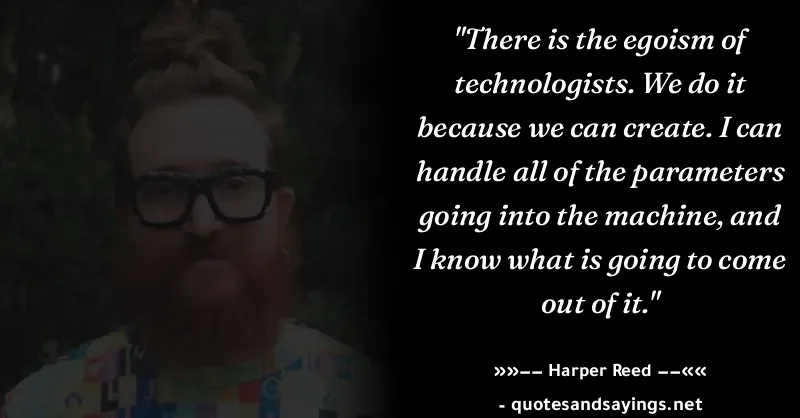 "There is the egoism of
technologists. We do it
because we can create. I can
handle all of the parameters
going into the machine, and
I know what is going to come
out of it."
»»−− Harper Reed −−««
- quotesandsayings.net